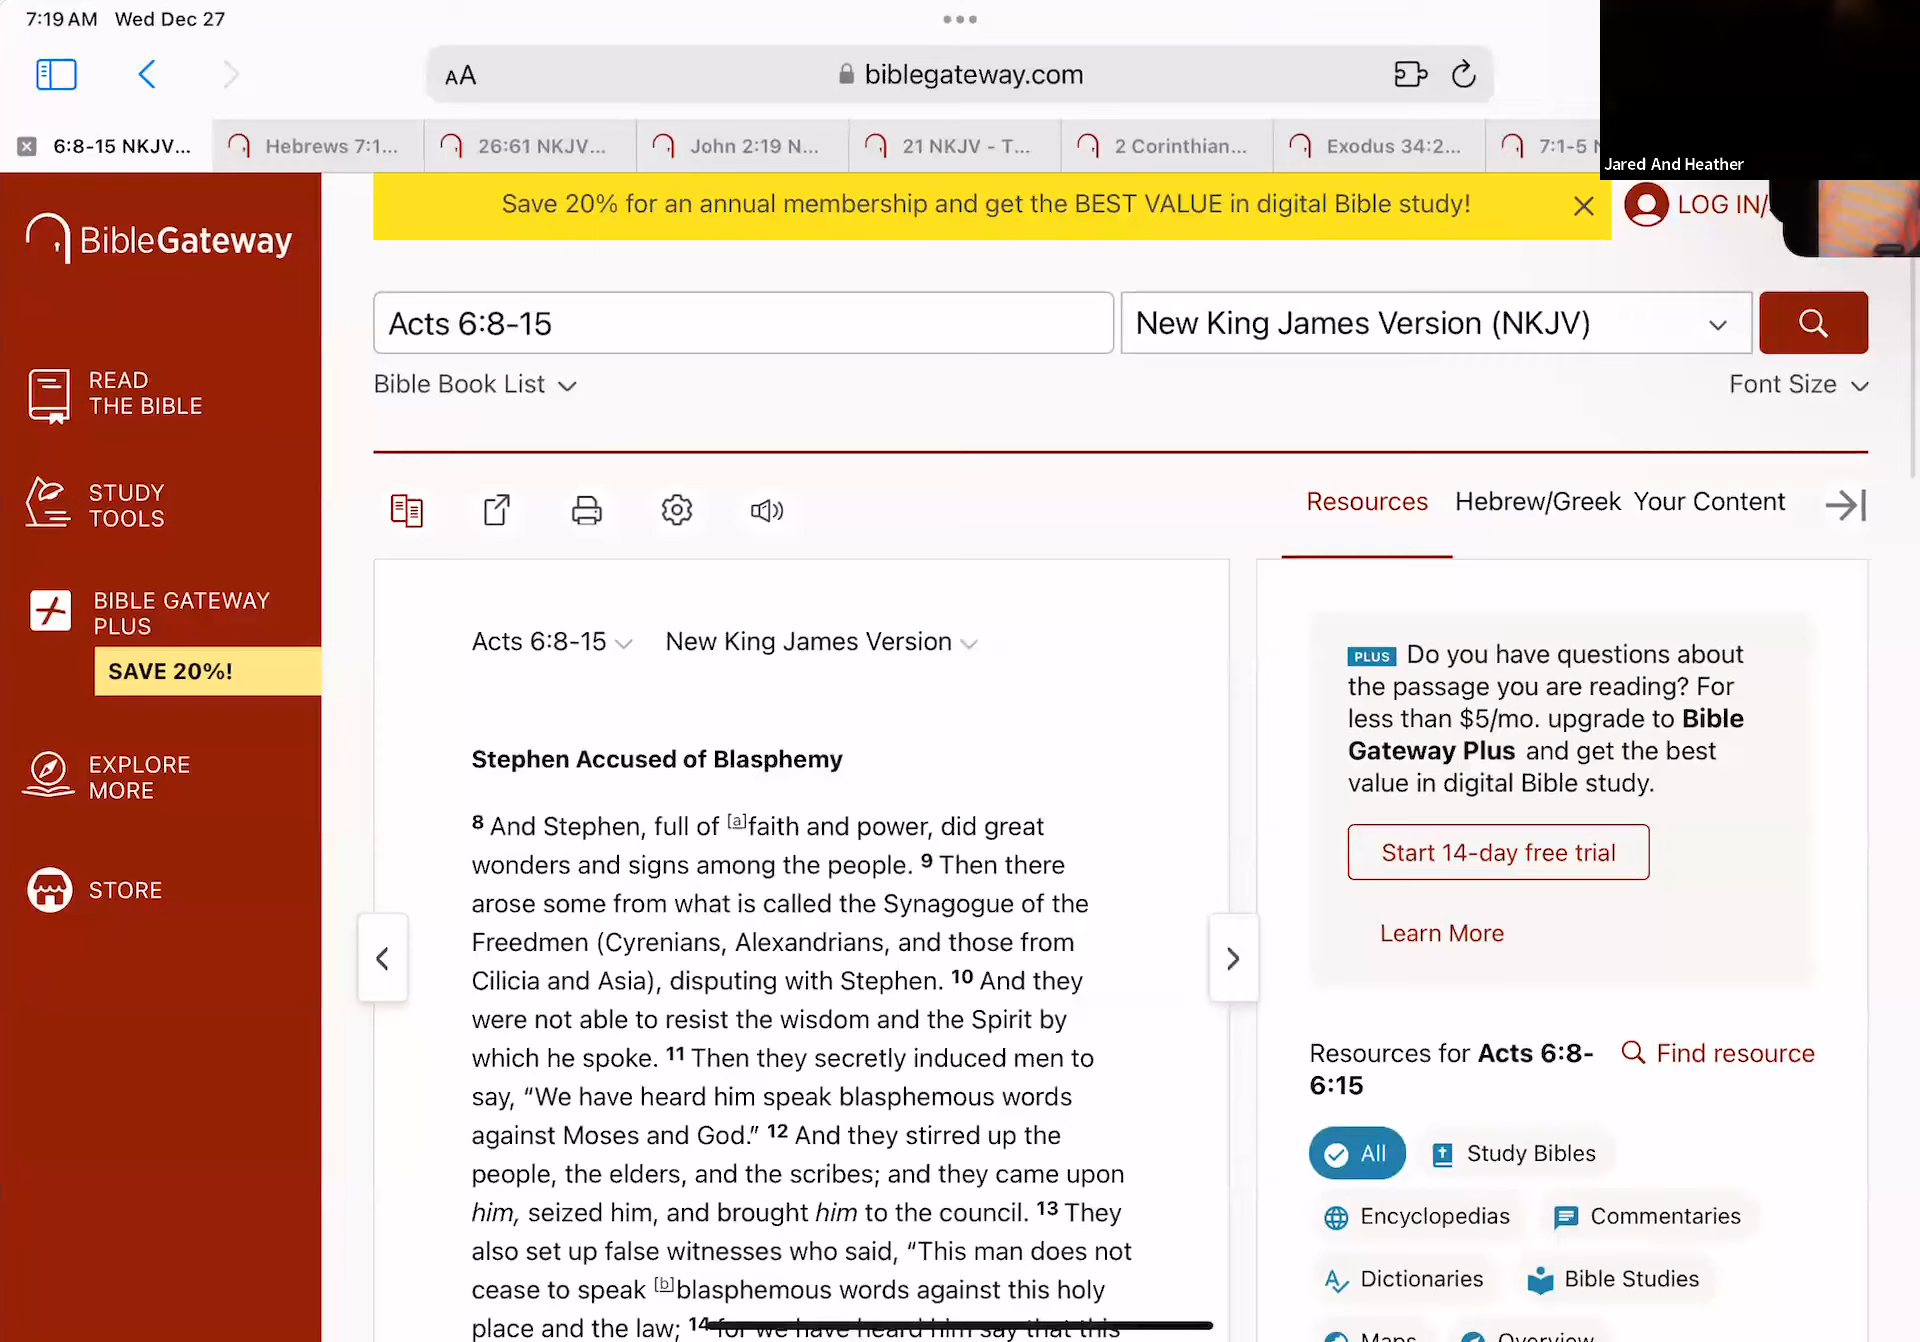 7:19 AM Wed Dec 27
AA
biblegateway.com
6:8-15 NKJV...
Hebrews 7:1...
26:61 NKJV...
John 2:19 N...
21 NKJV - T...
2 Corinthian...
Exodus 34:2...
7:1-5 N
Jared And Heather
Save 20% for an annual membership and get the BEST VALUE in digital Bible study!
LOG IN/
BibleGateway
Acts 6:8-15
New King James Version (NKJV)
Bible Book List
Font Size
READ
THE BIBLE
STUDY
TOOLS
BIBLE GATEWAY
PLUS
SAVE 20%!
EXPLORE
MORE
STORE
Resources
Hebrew/Greek
Your Content
Acts 6:8-15
New King James Version
Stephen Accused of Blasphemy
8 And Stephen, full of [a]faith and power, did great
wonders and signs among the people. 9 Then there
arose some from what is called the Synagogue of the
Freedmen (Cyrenians, Alexandrians, and those from
Cilicia and Asia), disputing with Stephen. 10 And they
were not able to resist the wisdom and the Spirit by
which he spoke. 11 Then they secretly induced men to
say, “We have heard him speak blasphemous words
against Moses and God.” 12 And they stirred up the
people, the elders, and the scribes; and they came upon
him, seized him, and brought him to the council. 13 They
also set up false witnesses who said, “This man does not
cease to speak [b]blasphemous words against this holy
place and the law; 14 for we have heard him say that this
PLUS Do you have questions about
the passage you are reading? For
less than $5/mo. upgrade to Bible
Gateway Plus and get the best
value in digital Bible study.
Start 14-day free trial
Learn More
Resources for Acts 6:8-
6:15
Find resource
All
Study Bibles
Encyclopedias
Commentaries
Dictionaries
Bible Studies
Maps
Overview